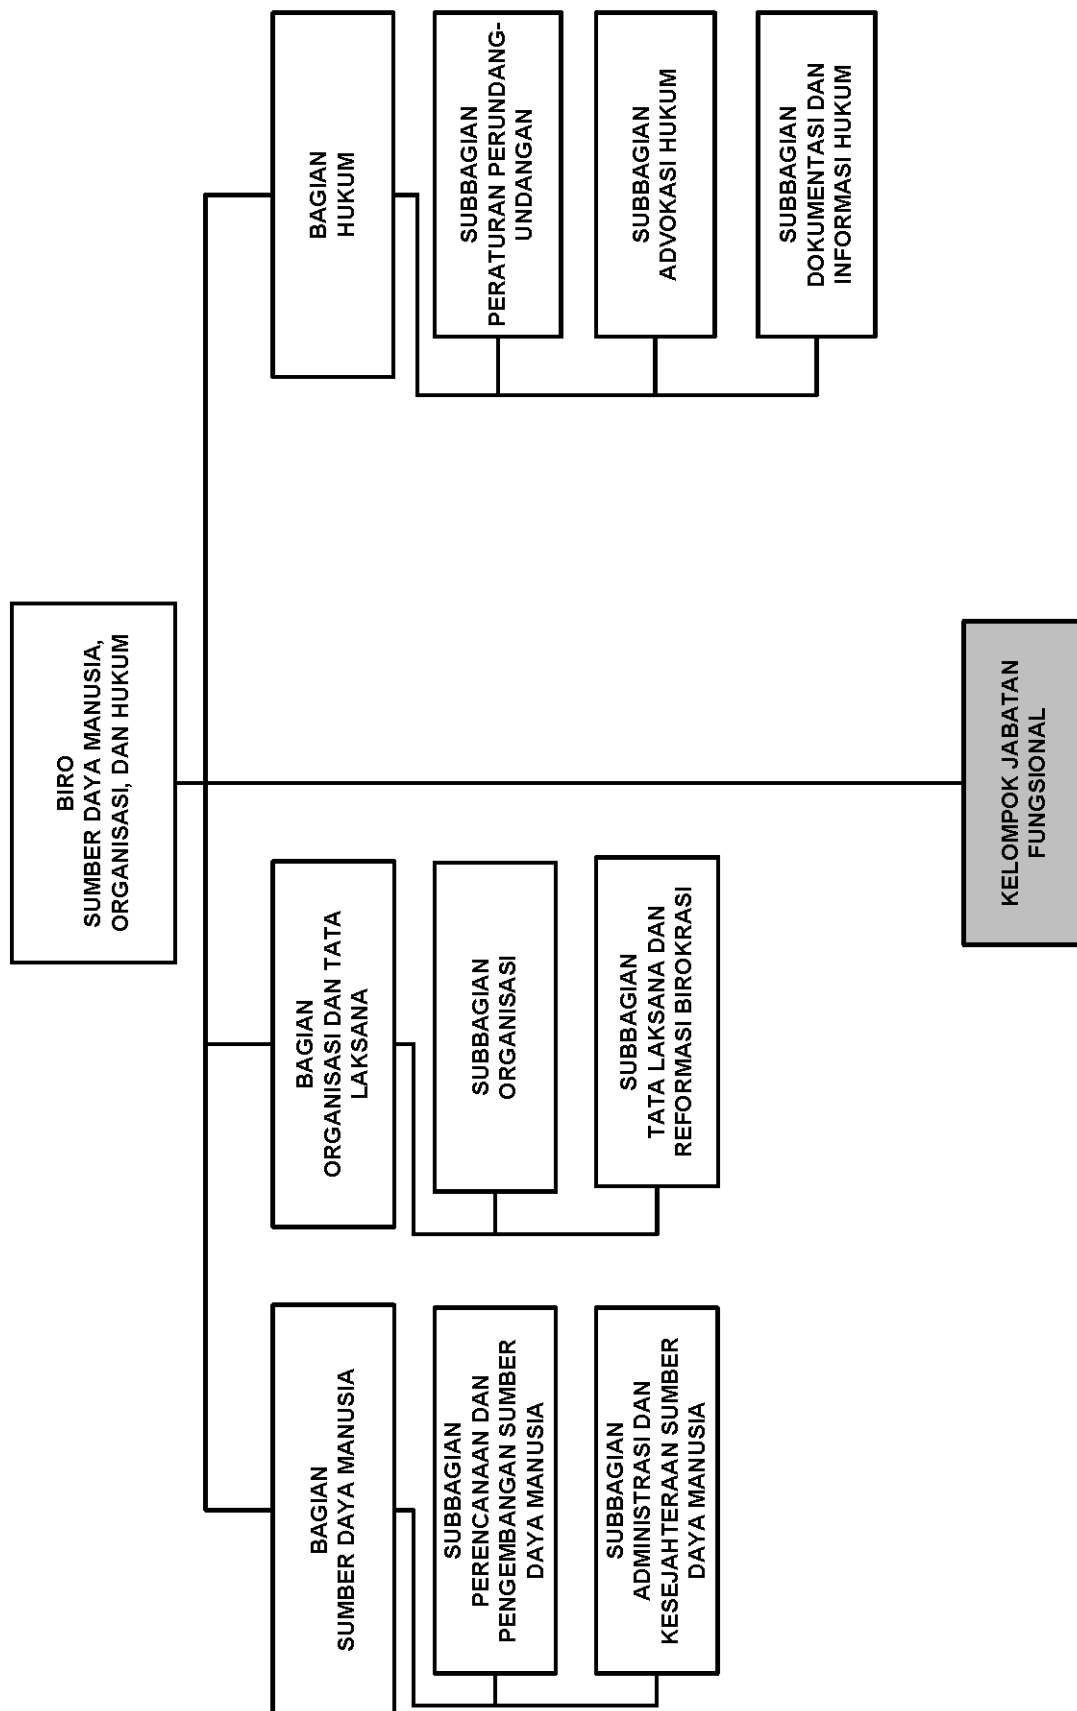 BIRO
SUMBER DAYA MANUSIA,
ORGANISASI, DAN HUKUM
BAGIAN
SUMBER DAYA MANUSIA
SUBBAGIAN
PERENCANAAN DAN
PENGEMBANGAN SUMBER
DAYA MANUSIA
SUBBAGIAN
ADMINISTRASI DAN
KESEJAHTERAAN SUMBER
DAYA MANUSIA
BAGIAN
ORGANISASI DAN TATA
LAKSANA
SUBBAGIAN
ORGANISASI
SUBBAGIAN
TATA LAKSANA DAN
REFORMASI BIROKRASI
BAGIAN
HUKUM
SUBBAGIAN
PERATURAN PERUNDANG-
UNDANGAN
SUBBAGIAN
ADVOKASI HUKUM
SUBBAGIAN
DOKUMENTASI DAN
INFORMASI HUKUM
KELOMPOK JABATAN
FUNGSIONAL